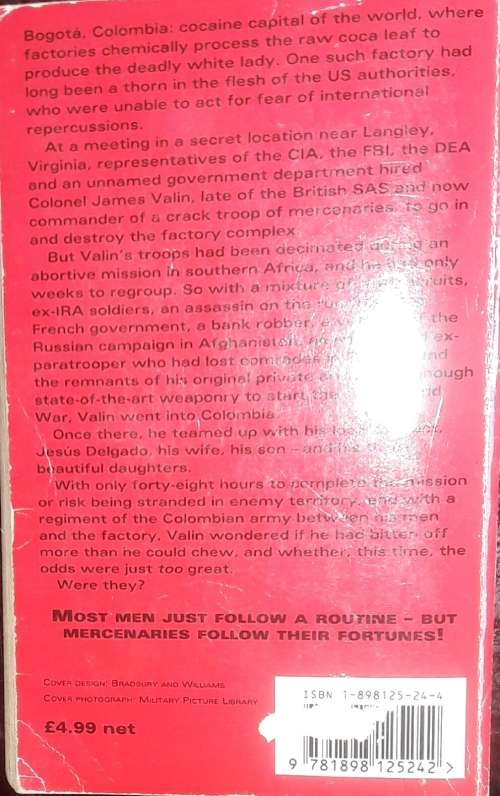 Bogotá, Colombia: cocaine capital of the world, where
factories chemically process the raw coca leaf to
produce the deadly white lady. One such factory had
long been a thorn in the flesh of the US authorities,
who were unable to act for fear of international
repercussions.
At a meeting in a secret location near Langley,
Virginia, representatives of the CIA, the FBI, the DEA
and an unnamed government department hired
Colonel James Valin, late of the British SAS and now
commander of a crack troop of mercenaries, to go in
and destroy the factory complex.
But Valin's troops had been decimated during an
abortive mission in southern Africa, and he had only
weeks to regroup. So with a mixture of
ex-IRA soldiers, an assassin on the
French government, a bank robber, the
Russian campaign in Afghanistan, ex-
paratrooper who had lost comrades
the remnants of his original private
state-of-the-art weaponry to start
War, Valin went into Colombia.
Once there, he teamed up with his
Jesús Delgado, his wife, his son – and his
beautiful daughters.
With only forty-eight hours to complete the mission
or risk being stranded in enemy territory, and with a
regiment of the Colombian army between his men
and the factory, Valin wondered if he had bitten off
more than he could chew, and whether, this time, the
odds were just too great.
Were they?
MOST MEN JUST FOLLOW A ROUTINE – BUT
MERCENARIES FOLLOW THEIR FORTUNES!
COVER DESIGN: BRADBURY AND WILLIAMS
COVER PHOTOGRAPH: MILITARY PICTURE LIBRARY
£4.99 net
ISBN 1-898125-24-4
9 781898 125242 >